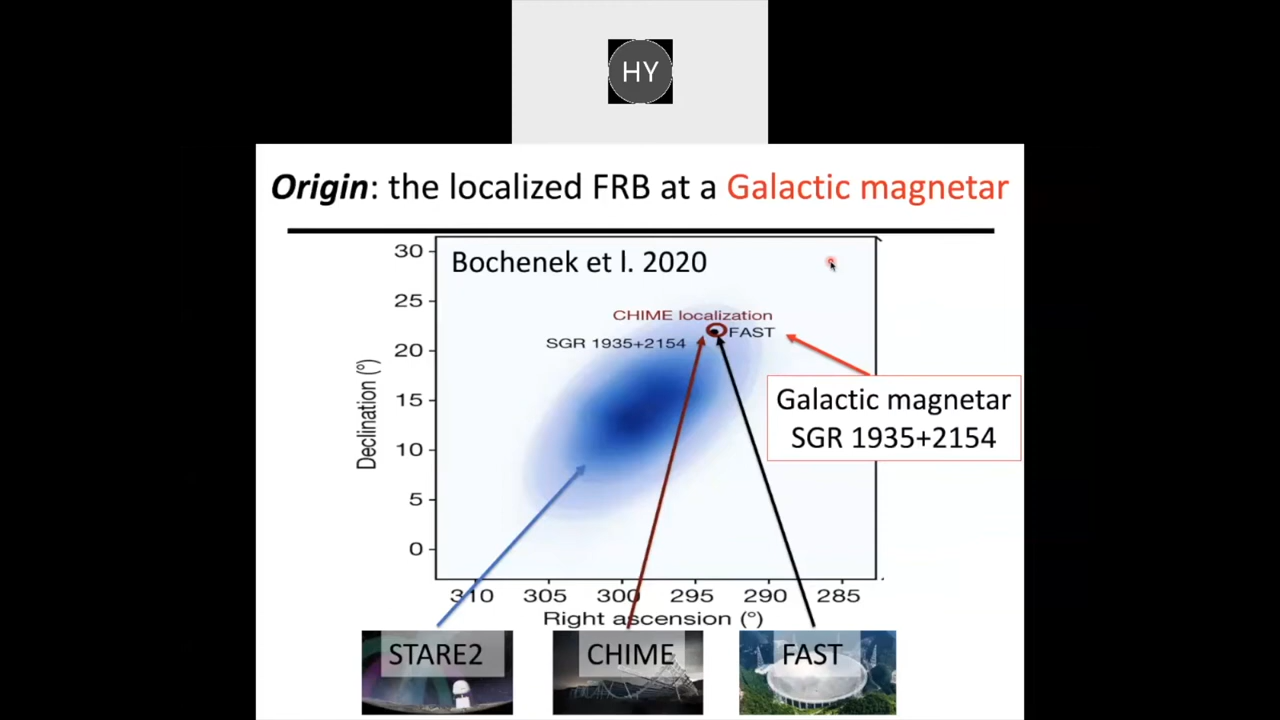 HY
Origin: the localized FRB at a Galactic magnetar
Bochenek et l. 2020
30
25
20
15
10
5
0
Declination (°)
CHIME localization
FAST
SGR 1935+2154
Galactic magnetar
SGR 1935+2154
310 305 300 295 290 285
Right ascension (°)
STARE2 CHIME FAST